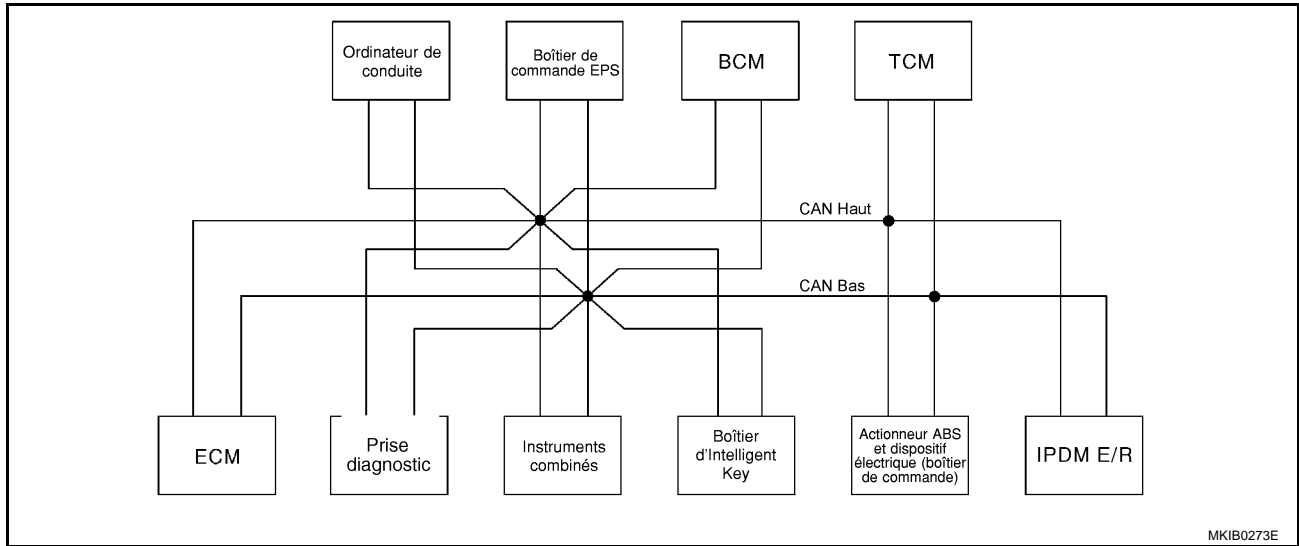 Ordinateur de
conduite
Boîtier de
commande EPS
BCM
TCM
CAN Haut
CAN Bas
ECM
Prise
diagnostic
Instruments
combinés
Boîtier
d'Intelligent
Key
Actionneur ABS
et dispositif
électrique (boîtier
de commande)
IPDM E/R
MKIB0273E